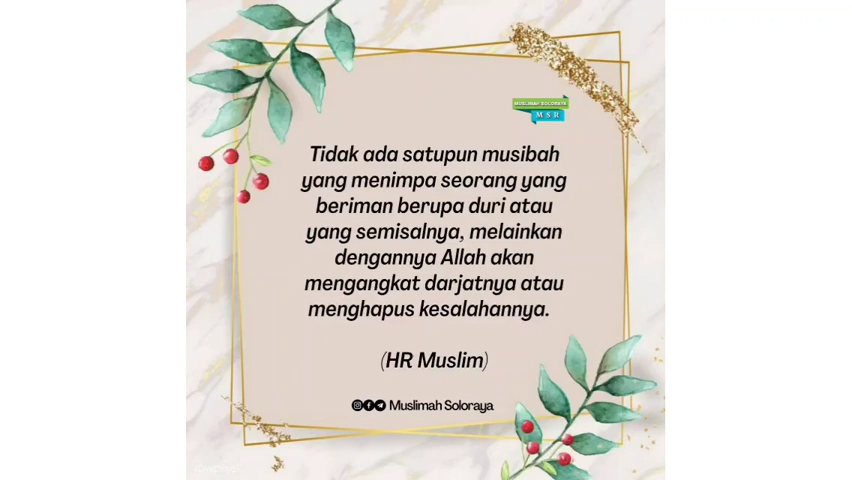 MUSLIMAH SOLORAYA
MSR
Tidak ada satupun musibah
yang menimpa seorang yang
beriman berupa duri atau
yang semisalnya, melainkan
dengannya Allah akan
mengangkat darjatnya atau
menghapus kesalahannya.
(HR Muslim)
Muslimah Soloraya